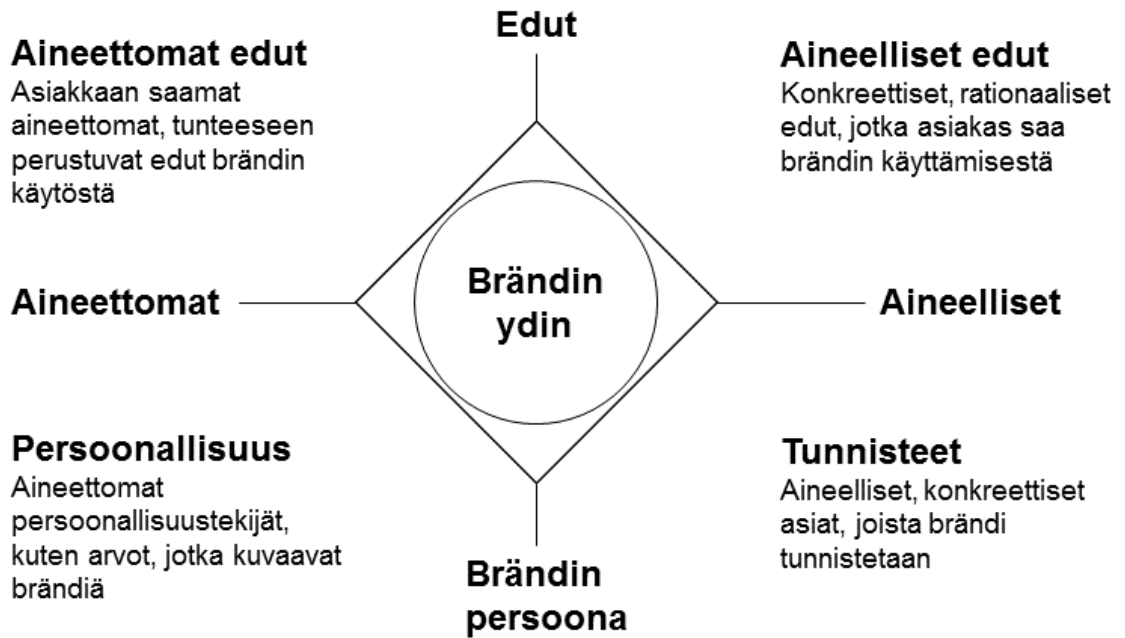 Edut
Aineettomat edut
Asiakkaan saamat
aineettomat, tunteeseen
perustuvat edut brändin
käytöstä
Aineelliset edut
Konkreettiset, rationaaliset
edut, jotka asiakas saa
brändin käyttämisestä
Aineettomat
Brändin
ydin
Aineelliset
Persoonallisuus
Aineettomat
persoonallisuustekijät,
kuten arvot, jotka kuvaavat
brändiä
Tunnisteet
Aineelliset, konkreettiset
asiat, joista brändi
tunnistetaan
Brändin
persoona